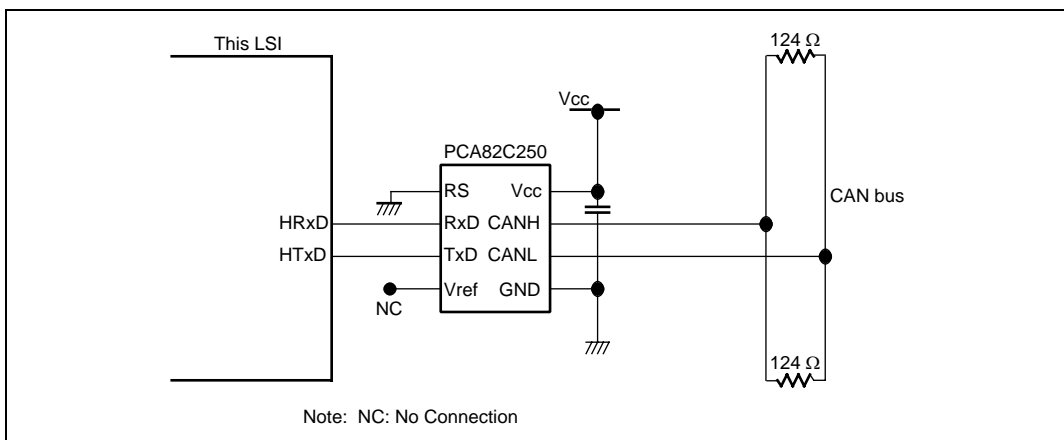 This LSI
124 Ω
Vcc
PCA82C250
RS Vcc
CAN bus
HRxD RxD CANH
HTxD TxD CANL
Vref GND
NC
124 Ω
Note: NC: No Connection